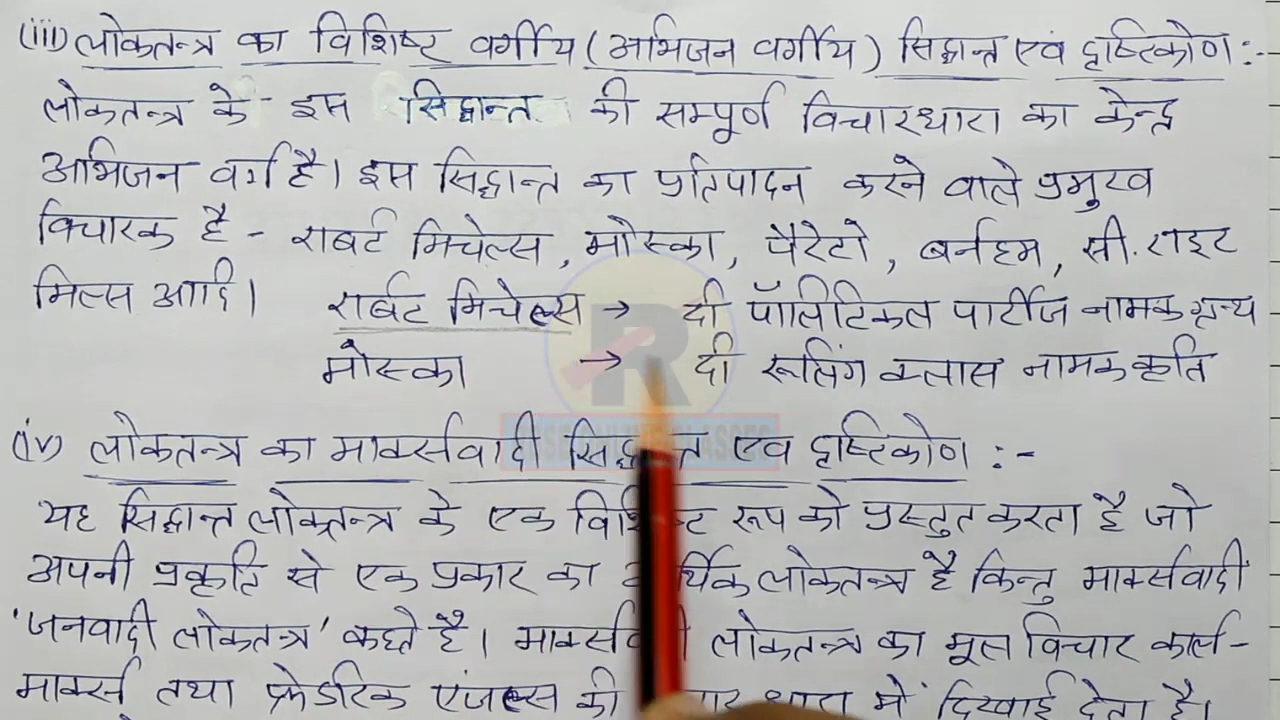 (iii) लोकतन्त्र का विशिष्ट वर्गीय (अभिजन वर्गीय) सिद्धान्त एवं दृष्टिकोण :-
लोकतन्त्र के इस सिद्धान्त की सम्पूर्ण विचारधारा का केन्द्र
अभिजन वर्ग है। इस सिद्धान्त का प्रतिपादन करने वाले प्रमुख
विचारक है - राबर्ट मिचेल्स, मोस्का, पैरेटो, बर्नहम, सी. राइट
मिल्स आदि।
रार्बट मिचेल्स → दी पॉलिटिकल पार्टीज नामक ग्रन्थ
मोस्का → दी रूलिंग क्लास नामक कृति
(iv) लोकतन्त्र का मार्क्सवादी सिद्धान्त एवं दृष्टिकोण :-
यह सिद्धान्त लोकतन्त्र के एक विशिष्ट रूप को प्रस्तुत करता है जो
अपनी प्रकृति से एक प्रकार का लोकतन्त्र है किन्तु मार्क्सवादी
'जनवादी लोकतन्त्र' कहते है। मार्क्सवादी लोकतन्त्र का मूल विचार कार्ल-
मार्क्स तथा फ्रेडरिक एंजल्स की में दिखाई देता है।